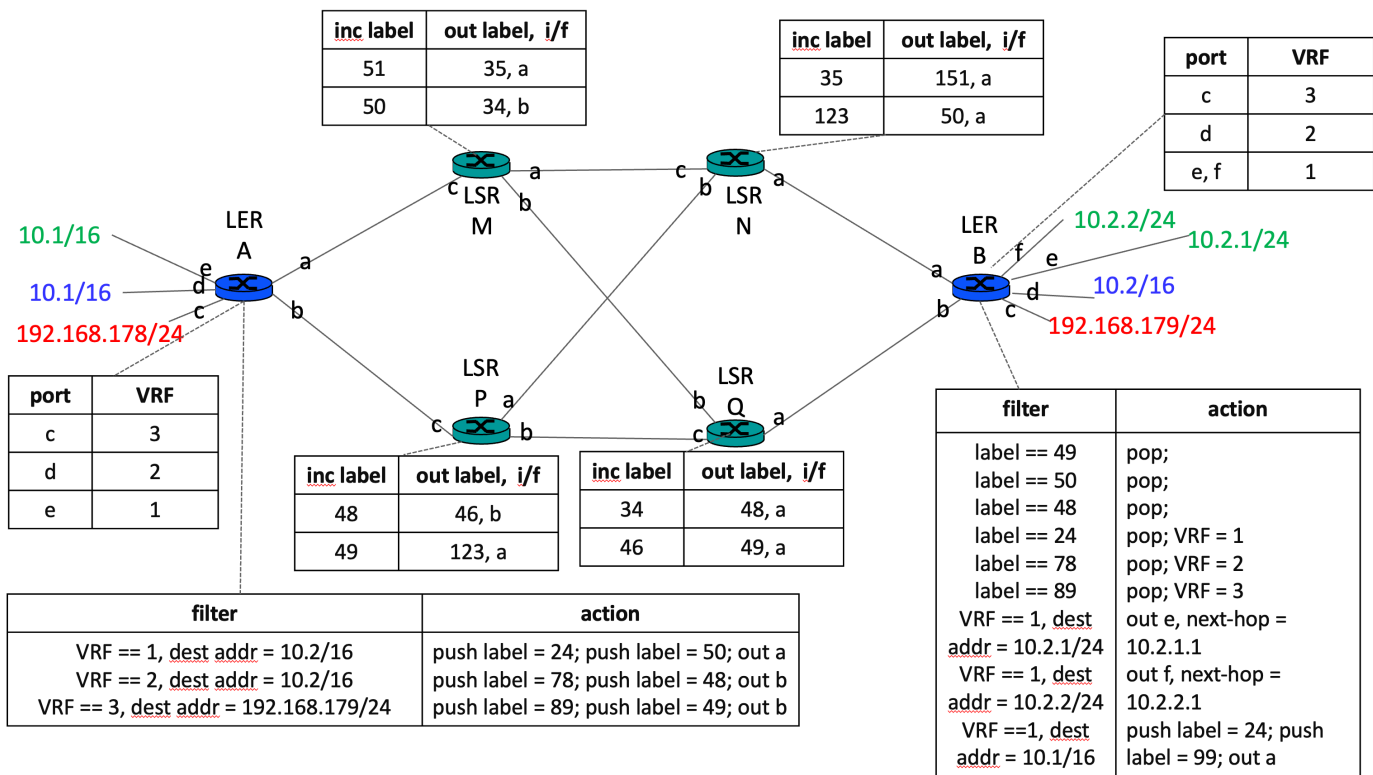 inc label out label, i/f
51 35, a
50 34, b
inc label out label, i/f
35 151, a
123 50, a
port VRF
c 3
d 2
e, f 1
a
c
LSR
M
b
c
b
LSR
N
a
LER
A
10.1/16
e
a
10.1/16
d
c
b
192.168.178/24
LER
B
f
e
10.2.2/24
10.2.1/24
a
d
10.2/16
b
c
192.168.179/24
port VRF
c 3
d 2
e 1
LSR
P
a
c
b
LSR
Q
b
a
c
inc label out label, i/f
48 46, b
49 123, a
inc label out label, i/f
34 48, a
46 49, a
filter action
VRF == 1, dest addr = 10.2/16 push label = 24; push label = 50; out a
VRF == 2, dest addr = 10.2/16 push label = 78; push label = 48; out b
VRF == 3, dest addr = 192.168.179/24 push label = 89; push label = 49; out b
filter action
label == 49 pop;
label == 50 pop;
label == 48 pop;
label == 24 pop; VRF = 1
label == 78 pop; VRF = 2
label == 89 pop; VRF = 3
VRF == 1, dest out e, next-hop =
addr = 10.2.1/24 10.2.1.1
VRF == 1, dest out f, next-hop =
addr = 10.2.2/24 10.2.2.1
VRF ==1, dest push label = 24; push
addr = 10.1/16 label = 99; out a